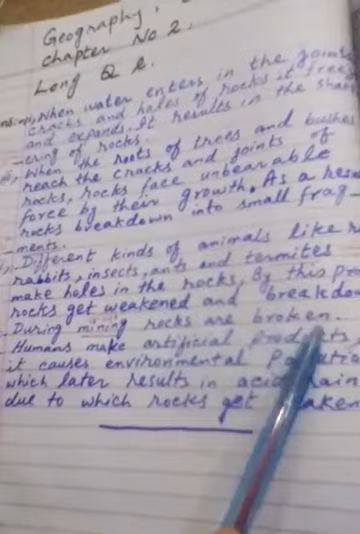 Geography.
chapter No 2.
Long Q 2.
When water enters in the joints
cracks and holes of rocks it freez
and expands. It results in the shatt
-ering of rocks.
When the roots of trees and bushes
reach the cracks and joints of
rocks, rocks face unbearable
force by their growth. As a resu
rocks breakdown into small frag
-ments.
Different kinds of animals like r
rabbits, insects, ants and termites
make holes in the rocks. By this pro
rocks get weakened and breakdow
During mining rocks are broken.
Humans make artificial products,
it causes environmental
which later results in acid rain
due to which rocks get